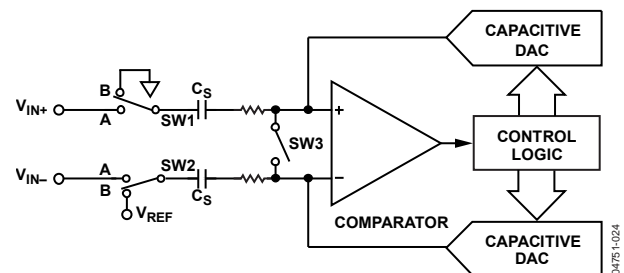 CAPACITIVE
DAC
B
CS
VIN+
A
SW1
+
SW3
CONTROL
LOGIC
A
SW2
VIN–
B
CS
–
VREF
COMPARATOR
CAPACITIVE
DAC
04751-024